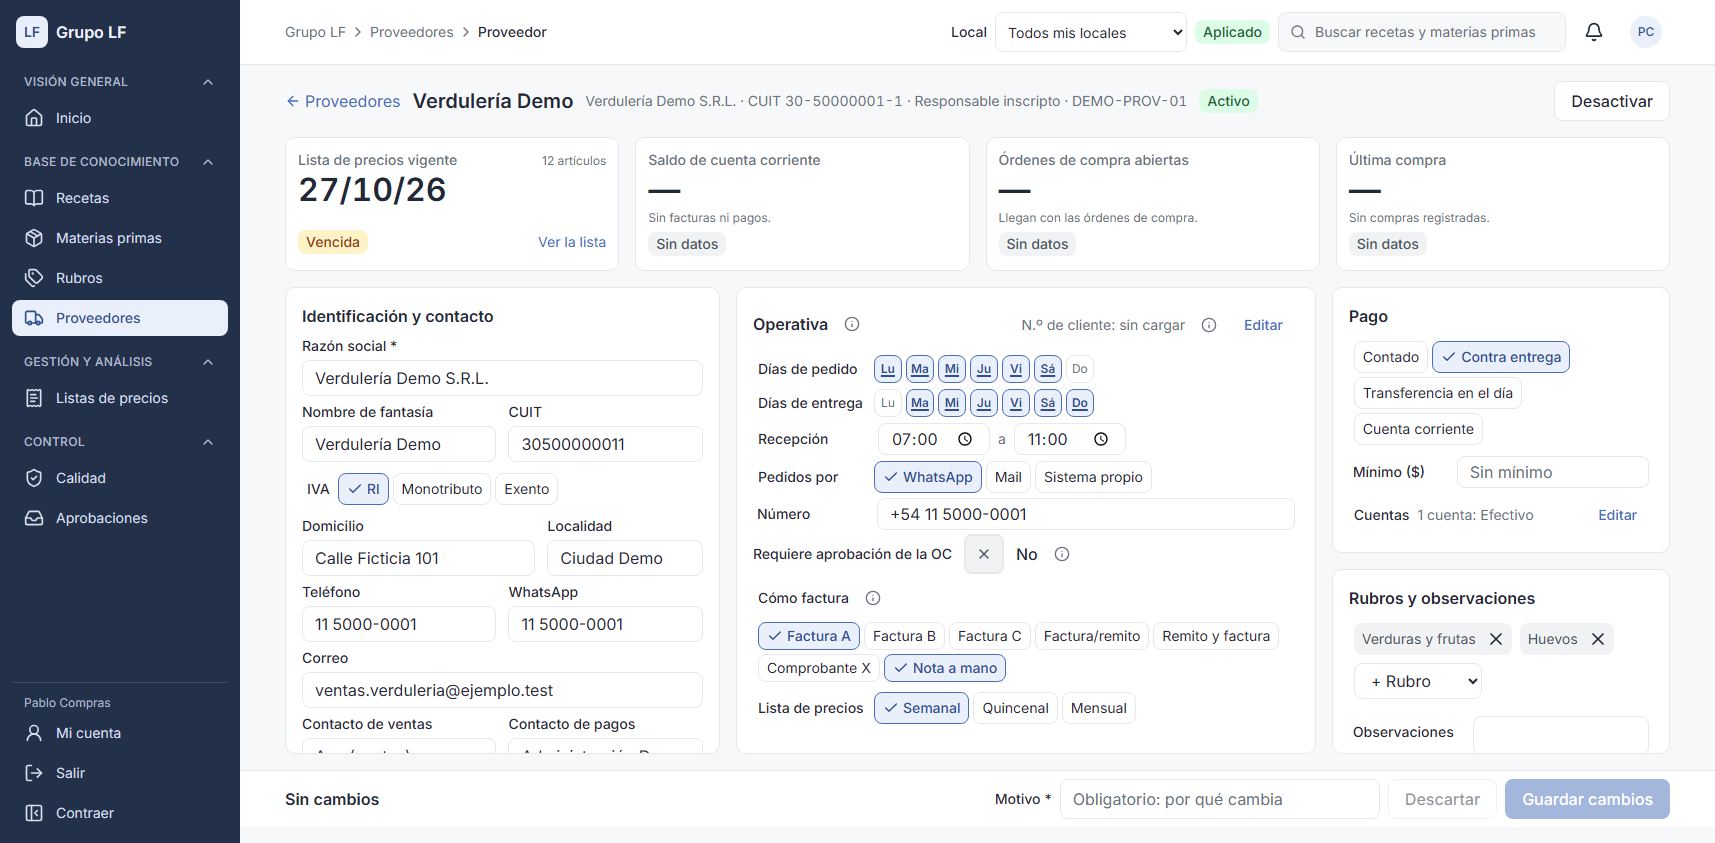 LF Grupo LF
VISIÓN GENERAL
Inicio
BASE DE CONOCIMIENTO
Recetas
Materias primas
Rubros
Proveedores
GESTIÓN Y ANÁLISIS
Listas de precios
CONTROL
Calidad
Aprobaciones
Pablo Compras
Mi cuenta
Salir
Contraer
Grupo LF > Proveedores > Proveedor
Local Todos mis locales Aplicado Buscar recetas y materias primas PC
← Proveedores Verdulería Demo Verdulería Demo S.R.L. · CUIT 30-50000001-1 · Responsable inscripto · DEMO-PROV-01 Activo Desactivar
Lista de precios vigente 12 artículos
27/10/26
Vencida Ver la lista
Saldo de cuenta corriente
—
Sin facturas ni pagos.
Sin datos
Órdenes de compra abiertas
—
Llegan con las órdenes de compra.
Sin datos
Última compra
—
Sin compras registradas.
Sin datos
Identificación y contacto
Razón social *
Verdulería Demo S.R.L.
Nombre de fantasía CUIT
Verdulería Demo 30500000011
IVA RI Monotributo Exento
Domicilio Localidad
Calle Ficticia 101 Ciudad Demo
Teléfono WhatsApp
11 5000-0001 11 5000-0001
Correo
ventas.verduleria@ejemplo.test
Contacto de ventas Contacto de pagos
Operativa N.º de cliente: sin cargar Editar
Días de pedido Lu Ma Mi Ju Vi Sá Do
Días de entrega Lu Ma Mi Ju Vi Sá Do
Recepción 07:00 a 11:00
Pedidos por WhatsApp Mail Sistema propio
Número +54 11 5000-0001
Requiere aprobación de la OC No
Cómo factura
Factura A Factura B Factura C Factura/remito Remito y factura
Comprobante X Nota a mano
Lista de precios Semanal Quincenal Mensual
Pago
Contado Contra entrega
Transferencia en el día
Cuenta corriente
Mínimo ($) Sin mínimo
Cuentas 1 cuenta: Efectivo Editar
Rubros y observaciones
Verduras y frutas Huevos
+ Rubro
Observaciones
Sin cambios Motivo * Obligatorio: por qué cambia Descartar Guardar cambios